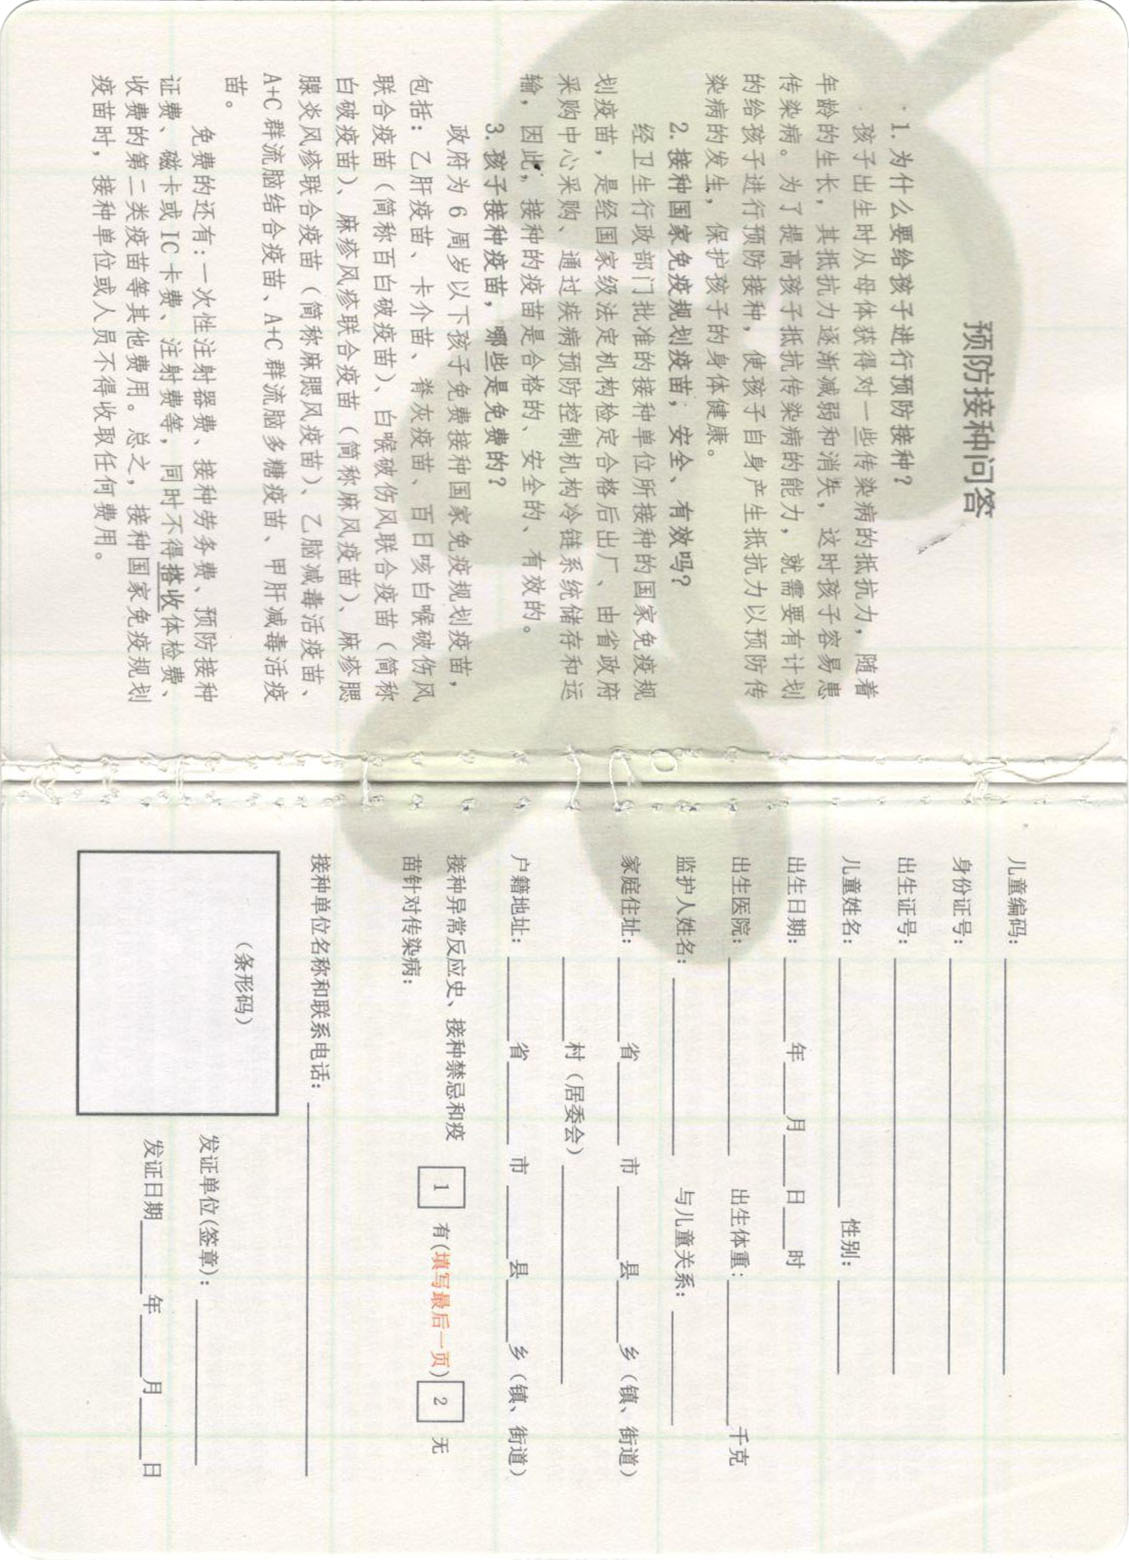 预防接种问答
1. 为什么要给孩子进行预防接种？
孩子出生时从母体获得对一些传染病的抵抗力，随着
年龄的生长，其抵抗力逐渐减弱和消失，这时孩子容易患
传染病。为了提高孩子抵抗传染病的能力，就需要有计划
的给孩子进行预防接种，使孩子自身产生抵抗力以预防传
染病的发生，保护孩子的身体健康。
2. 接种国家免疫规划疫苗，安全、有效吗？
经卫生行政部门批准的接种单位所接种的国家免疫规
划疫苗，是经国家级法定机构检定合格后出厂、由省政府
采购中心采购、通过疾病预防控制机构冷链系统储存和运
输，因此，接种的疫苗是合格的、安全的、有效的。
3. 孩子接种疫苗，哪些是免费的？
政府为 6 周岁以下孩子免费接种国家免疫规划疫苗，
包括：乙肝疫苗、卡介苗、脊灰疫苗、百日咳白喉破伤风
联合疫苗（简称百白破疫苗）、白喉破伤风联合疫苗（简称
白破疫苗）、麻疹风疹联合疫苗（简称麻风疫苗）、麻疹腮
腺炎风疹联合疫苗（简称麻腮风疫苗）、乙脑减毒活疫苗、
A+C 群流脑结合疫苗、A+C 群流脑多糖疫苗、甲肝减毒活疫
苗。
免费的还有:一次性注射器费、接种劳务费、预防接种
证费、磁卡或 IC 卡费、注射费等，同时不得搭收体检费、
收费的第二类疫苗等其他费用。总之，接种国家免疫规划
疫苗时，接种单位或人员不得收取任何费用。
儿童编码：
身份证号：
出生证号：
儿童姓名： 性别：
出生日期： 年 月 日 时
出生医院： 出生体重： 千克
监护人姓名： 与儿童关系：
家庭住址： 省 市 县 乡（镇、街道）
村（居委会）
户籍地址： 省 市 县 乡（镇、街道）
接种异常反应史、接种禁忌和疫
苗针对传染病： 1 有(填写最后一页) 2 无
接种单位名称和联系电话：
（条形码）
发证单位(签章)：
发证日期 年 月 日